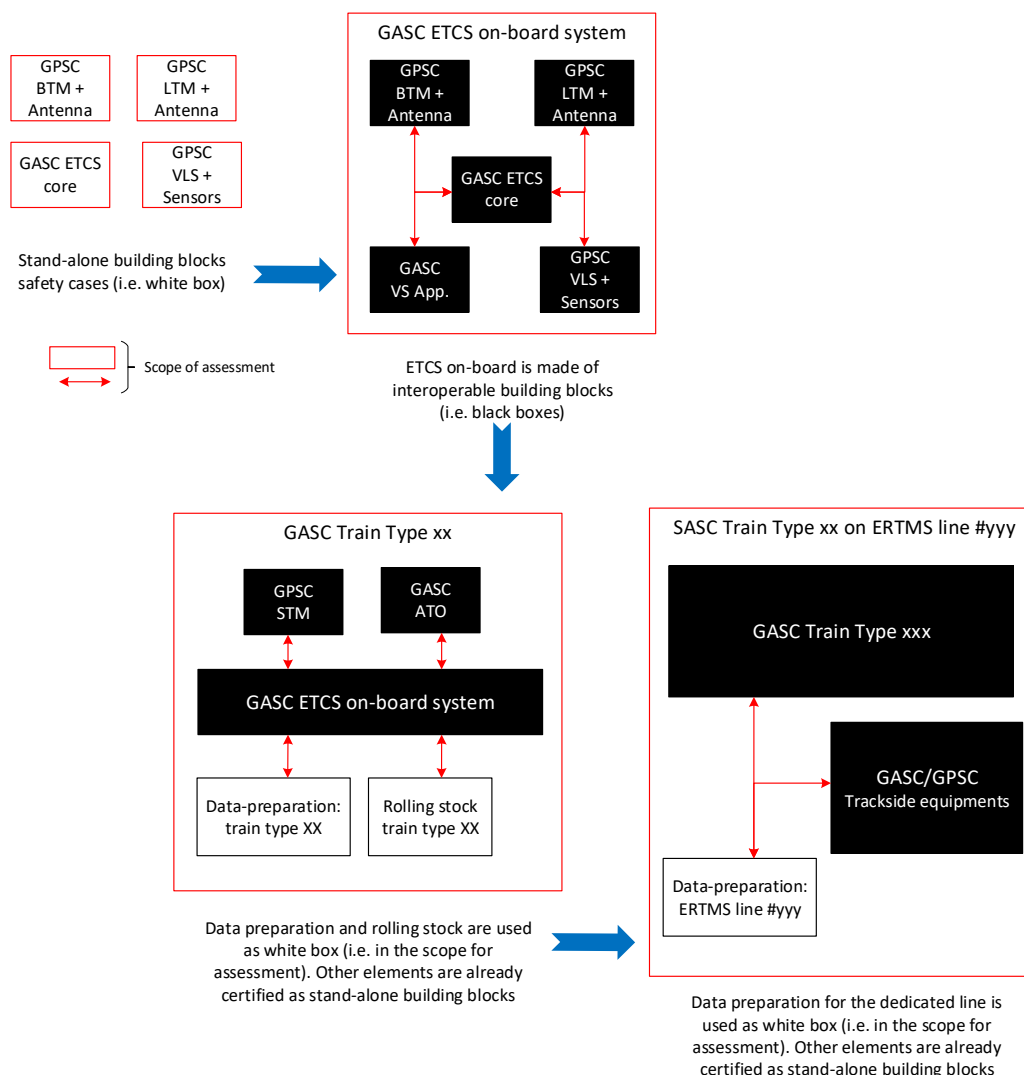 GPSC
BTM +
Antenna
GPSC
LTM +
Antenna
GASC ETCS
core
GPSC
VLS +
Sensors
Stand-alone building blocks
safety cases (i.e. white box)
Scope of assessment
GASC ETCS on-board system
GPSC
BTM +
Antenna
GPSC
LTM +
Antenna
GASC ETCS
core
GASC
VS App.
GPSC
VLS +
Sensors
ETCS on-board is made of
interoperable building blocks
(i.e. black boxes)
GASC Train Type xx
GPSC
STM
GASC
ATO
GASC ETCS on-board system
Data-preparation:
train type XX
Rolling stock
train type XX
Data preparation and rolling stock are used
as white box (i.e. in the scope for
assessment). Other elements are already
certified as stand-alone building blocks
SASC Train Type xx on ERTMS line #yyy
GASC Train Type xxx
GASC/GPSC
Trackside equipments
Data-preparation:
ERTMS line #yyy
Data preparation for the dedicated line is
used as white box (i.e. in the scope for
assessment). Other elements are already
certified as stand-alone building blocks